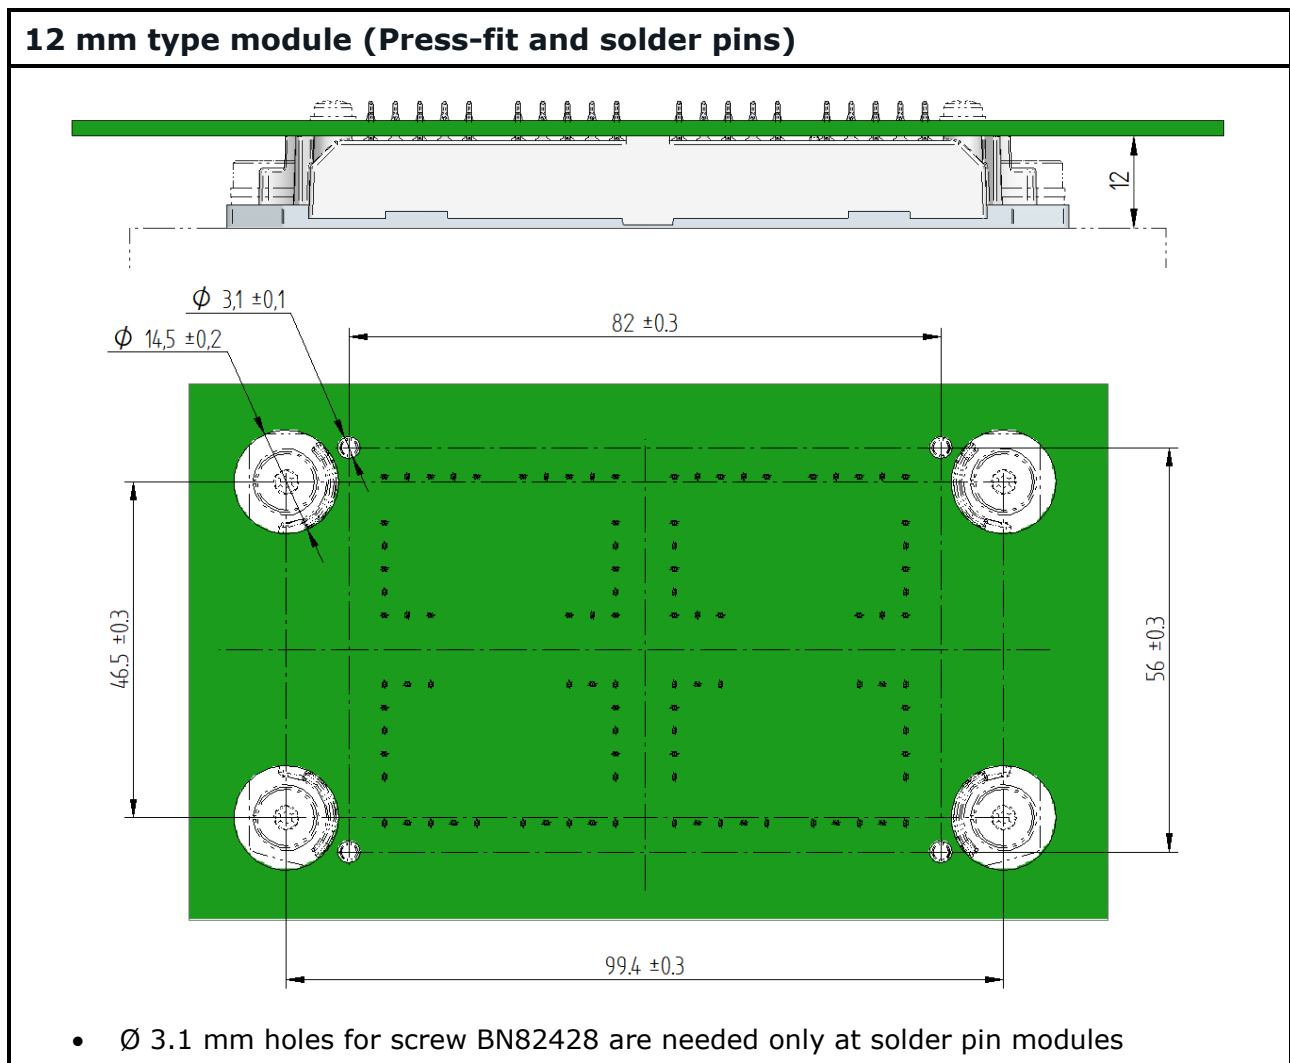 12 mm type module (Press-fit and solder pins)
12
ϕ 3,1 ±0,1
82 ±0.3
ϕ 14,5 ±0,2
46.5 ±0.3
56 ±0.3
99.4 ±0.3
• Ø 3.1 mm holes for screw BN82428 are needed only at solder pin modules